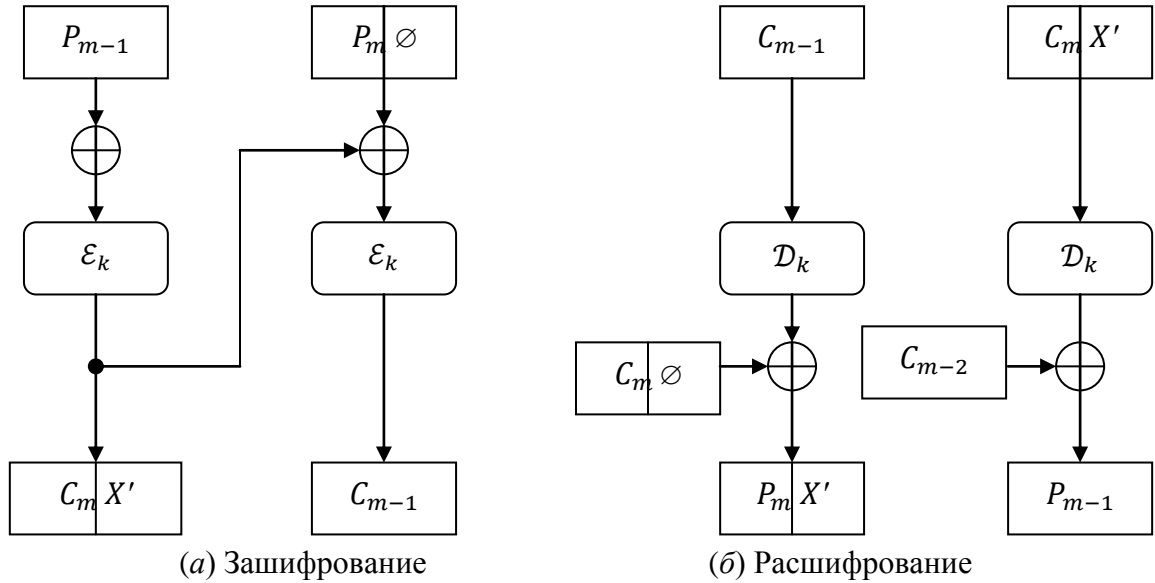 P_{m-1} P_m ∅ C_{m-1} C_m X′
ℰ_k ℰ_k 𝒟_k 𝒟_k
C_m ∅ C_{m-2}
C_m X′ C_{m-1} P_m X′ P_{m-1}
(а) Зашифрование (б) Расшифрование